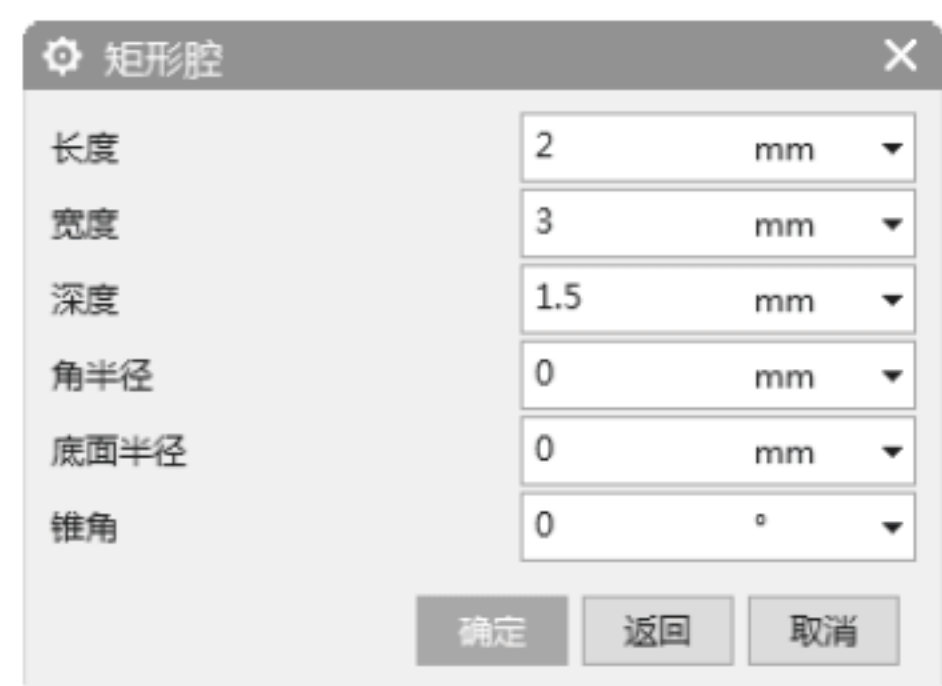 矩形腔
长度 2 mm
宽度 3 mm
深度 1.5 mm
角半径 0 mm
底面半径 0 mm
锥角 0 °
确定 返回 取消